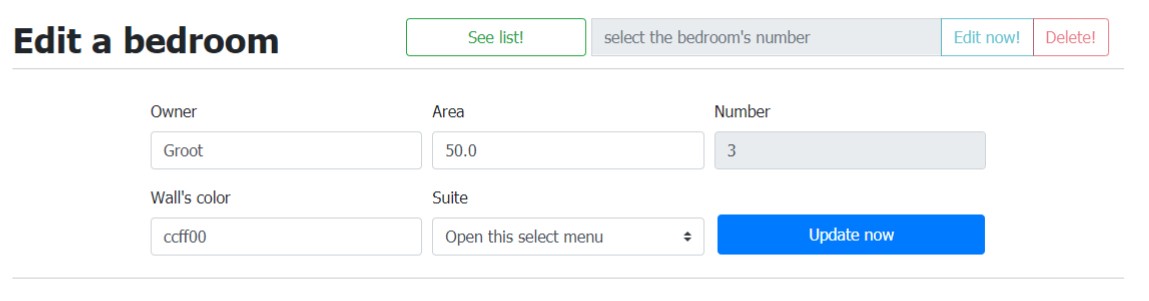 Edit a bedroom
See list! select the bedroom's number Edit now! Delete!
Owner Area Number
Groot 50.0 3
Wall's color Suite
ccff00 Open this select menu Update now